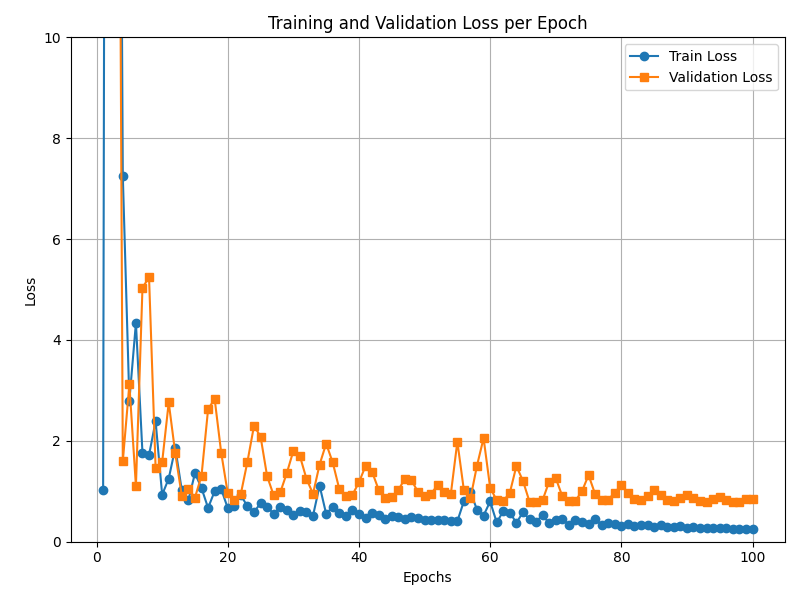 Training and Validation Loss per Epoch
Train Loss
Validation Loss
10
8
6
4
2
0
Loss
0 20 40 60 80 100
Epochs